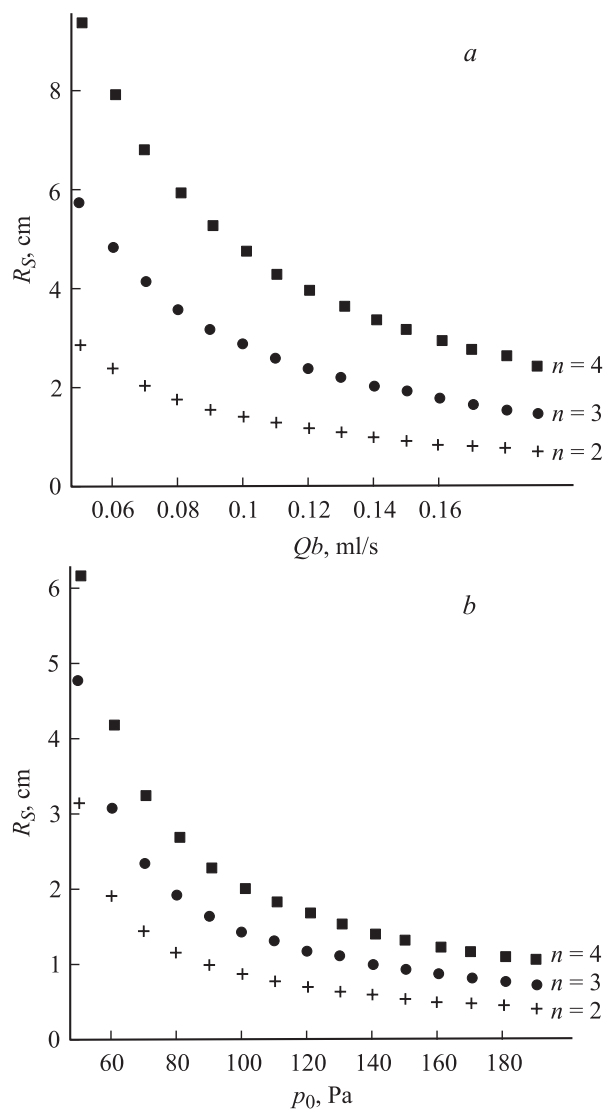 a
8
6
4
2
0
R_S, cm
n = 4
n = 3
n = 2
0.06 0.08 0.1 0.12 0.14 0.16
Qb, ml/s
b
6
5
4
3
2
1
0
R_S, cm
n = 4
n = 3
n = 2
60 80 100 120 140 160 180
p_0, Pa